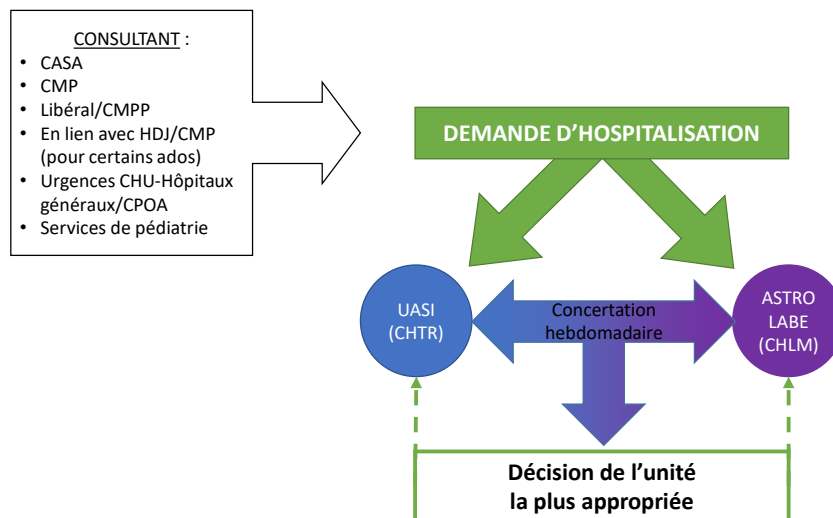 CONSULTANT :
• CASA
• CMP
• Libéral/CMPP
• En lien avec HDJ/CMP
(pour certains ados)
• Urgences CHU-Hôpitaux
généraux/CPOA
• Services de pédiatrie
DEMANDE D’HOSPITALISATION
UASI
(CHTR)
Concertation
hebdomadaire
ASTRO
LABE
(CHLM)
Décision de l’unité
la plus appropriée